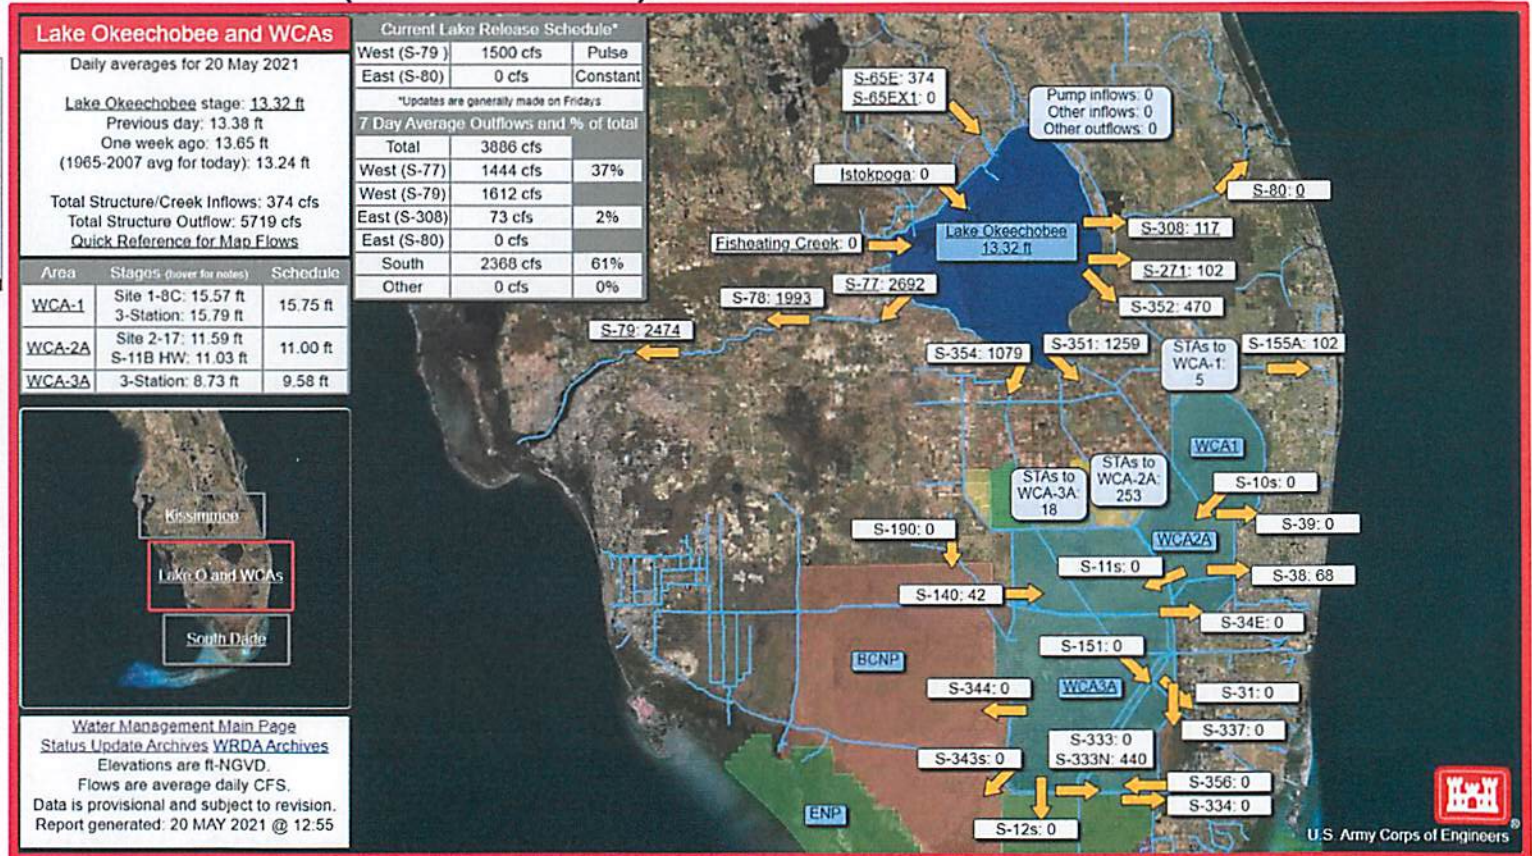 Lake Okeechobee and WCAs
Daily averages for 20 May 2021
Lake Okeechobee stage: 13.32 ft
Previous day: 13.38 ft
One week ago: 13.65 ft
(1965-2007 avg for today): 13.24 ft
Total Structure/Creek Inflows: 374 cfs
Total Structure Outflow: 5719 cfs
Quick Reference for Map Flows
Area Stages (hover for notes) Schedule
WCA-1 Site 1-8C: 15.57 ft 15.75 ft
3-Station: 15.79 ft
WCA-2A Site 2-17: 11.59 ft 11.00 ft
S-11B HW: 11.03 ft
WCA-3A 3-Station: 8.73 ft 9.58 ft
Kissimmee
Lake O and WCAs
South Dade
Water Management Main Page
Status Update Archives WRDA Archives
Elevations are ft-NGVD.
Flows are average daily CFS.
Data is provisional and subject to revision.
Report generated: 20 MAY 2021 @ 12:55
Current Lake Release Schedule*
West (S-79 ) 1500 cfs Pulse
East (S-80) 0 cfs Constant
*Updates are generally made on Fridays
7 Day Average Outflows and % of total
Total 3886 cfs
West (S-77) 1444 cfs 37%
West (S-79) 1612 cfs
East (S-308) 73 cfs 2%
East (S-80) 0 cfs
South 2368 cfs 61%
Other 0 cfs 0%
S-65E: 374
S-65EX1: 0
Pump inflows: 0
Other inflows: 0
Other outflows: 0
Istokpoga: 0
S-80: 0
Lake Okeechobee
13.32 ft
S-308: 117
Fisheating Creek: 0
S-271: 102
S-77: 2692
S-78: 1993
S-352: 470
S-79: 2474
S-354: 1079
S-351: 1259
STAs to
WCA-1:
5
S-155A: 102
WCA1
STAs to
WCA-3A:
18
STAs to
WCA-2A:
253
S-10s: 0
S-39: 0
S-190: 0
WCA2A
S-11s: 0
S-38: 68
S-140: 42
S-34E: 0
S-151: 0
BCNP
S-344: 0
WCA3A
S-31: 0
S-337: 0
S-333: 0
S-333N: 440
S-343s: 0
S-356: 0
S-334: 0
ENP
S-12s: 0
U.S. Army Corps of Engineers®